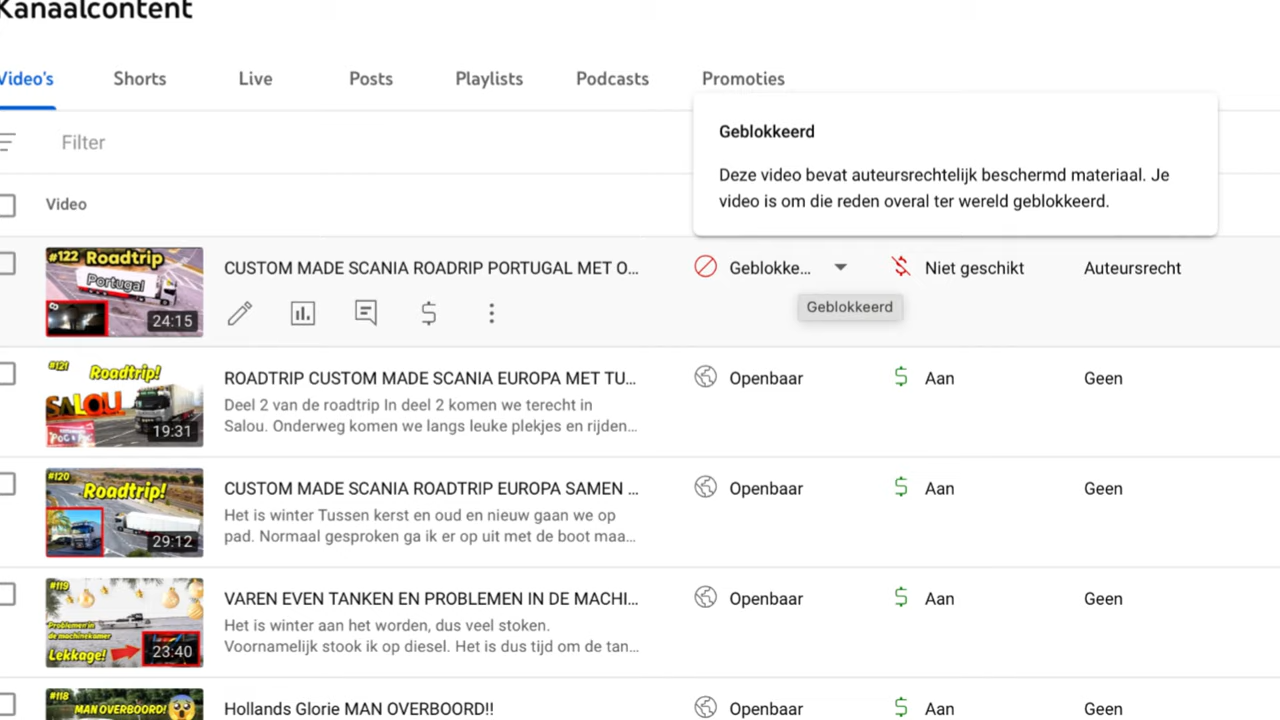 Kanaalcontent
Video's Shorts Live Posts Playlists Podcasts Promoties
Filter
Geblokkeerd
Deze video bevat auteursrechtelijk beschermd materiaal. Je
video is om die reden overal ter wereld geblokkeerd.
Video
#122 Roadtrip
Portugal
24:15
CUSTOM MADE SCANIA ROADRIP PORTUGAL MET O...
Geblokke... Niet geschikt Auteursrecht
Geblokkeerd
#121 Roadtrip!
SALOU
19:31
ROADTRIP CUSTOM MADE SCANIA EUROPA MET TU...
Deel 2 van de roadtrip In deel 2 komen we terecht in
Salou. Onderweg komen we langs leuke plekjes en rijden...
Openbaar Aan Geen
#120
Roadtrip!
29:12
CUSTOM MADE SCANIA ROADTRIP EUROPA SAMEN ...
Het is winter Tussen kerst en oud en nieuw gaan we op
pad. Normaal gesproken ga ik er op uit met de boot maa...
Openbaar Aan Geen
#119
Problemen in
de machinekamer
Lekkage!
23:40
VAREN EVEN TANKEN EN PROBLEMEN IN DE MACHI...
Het is winter aan het worden, dus veel stoken.
Voornamelijk stook ik op diesel. Het is dus tijd om de tan...
Openbaar Aan Geen
#118
MAN OVERBOORD!
Hollands Glorie MAN OVERBOORD!!
Openbaar Aan Geen